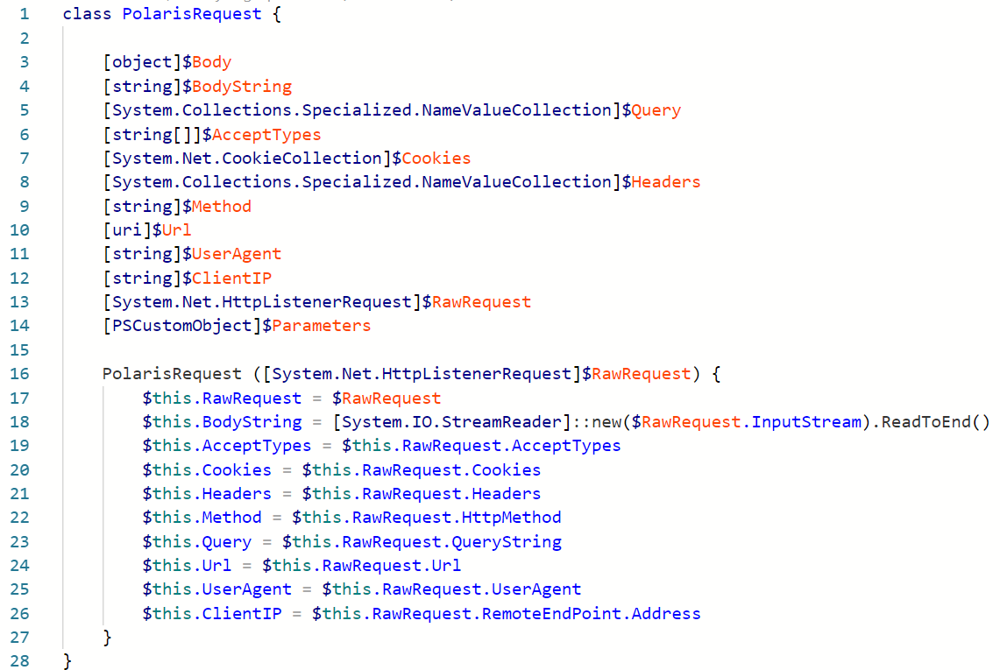 1 class PolarisRequest {
2
3 [object]$Body
4 [string]$BodyString
5 [System.Collections.Specialized.NameValueCollection]$Query
6 [string[]]$AcceptTypes
7 [System.Net.CookieCollection]$Cookies
8 [System.Collections.Specialized.NameValueCollection]$Headers
9 [string]$Method
10 [uri]$Url
11 [string]$UserAgent
12 [string]$ClientIP
13 [System.Net.HttpListenerRequest]$RawRequest
14 [PSCustomObject]$Parameters
15
16 PolarisRequest ([System.Net.HttpListenerRequest]$RawRequest) {
17 $this.RawRequest = $RawRequest
18 $this.BodyString = [System.IO.StreamReader]::new($RawRequest.InputStream).ReadToEnd()
19 $this.AcceptTypes = $this.RawRequest.AcceptTypes
20 $this.Cookies = $this.RawRequest.Cookies
21 $this.Headers = $this.RawRequest.Headers
22 $this.Method = $this.RawRequest.HttpMethod
23 $this.Query = $this.RawRequest.QueryString
24 $this.Url = $this.RawRequest.Url
25 $this.UserAgent = $this.RawRequest.UserAgent
26 $this.ClientIP = $this.RawRequest.RemoteEndPoint.Address
27 }
28 }